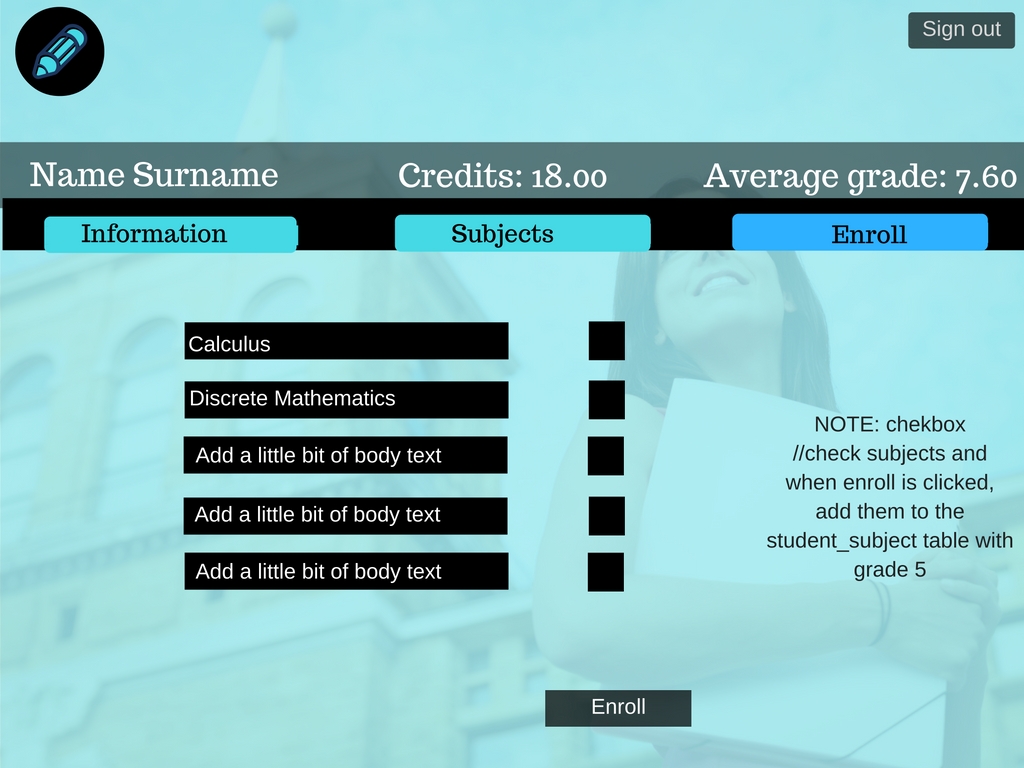 Sign out
Name Surname
Credits: 18.00
Average grade: 7.60
Information
Subjects
Enroll
Calculus
Discrete Mathematics
Add a little bit of body text
Add a little bit of body text
Add a little bit of body text
NOTE: chekbox
//check subjects and
when enroll is clicked,
add them to the
student_subject table with
grade 5
Enroll